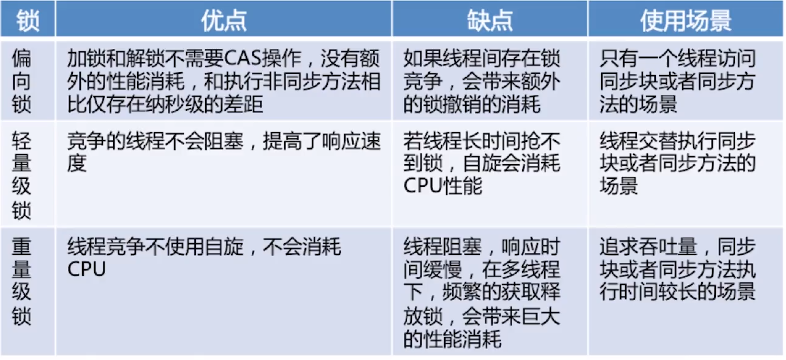 锁 优点 缺点 使用场景
偏向锁
加锁和解锁不需要CAS操作，没有额
外的性能消耗，和执行非同步方法相
比仅存在纳秒级的差距
如果线程间存在锁
竞争，会带来额外
的锁撤销的消耗
只有一个线程访问
同步块或者同步方
法的场景
轻量级锁
竞争的线程不会阻塞，提高了响应速
度
若线程长时间抢不
到锁，自旋会消耗
CPU性能
线程交替执行同步
块或者同步方法的
场景
重量级锁
线程竞争不使用自旋，不会消耗
CPU
线程阻塞，响应时
间缓慢，在多线程
下，频繁的获取释
放锁，会带来巨大
的性能消耗
追求吞吐量，同步
块或者同步方法执
行时间较长的场景